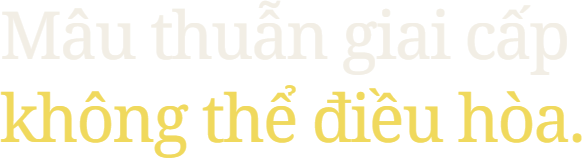 Mâu thuẫn giai cấp
không thể điều hòa.